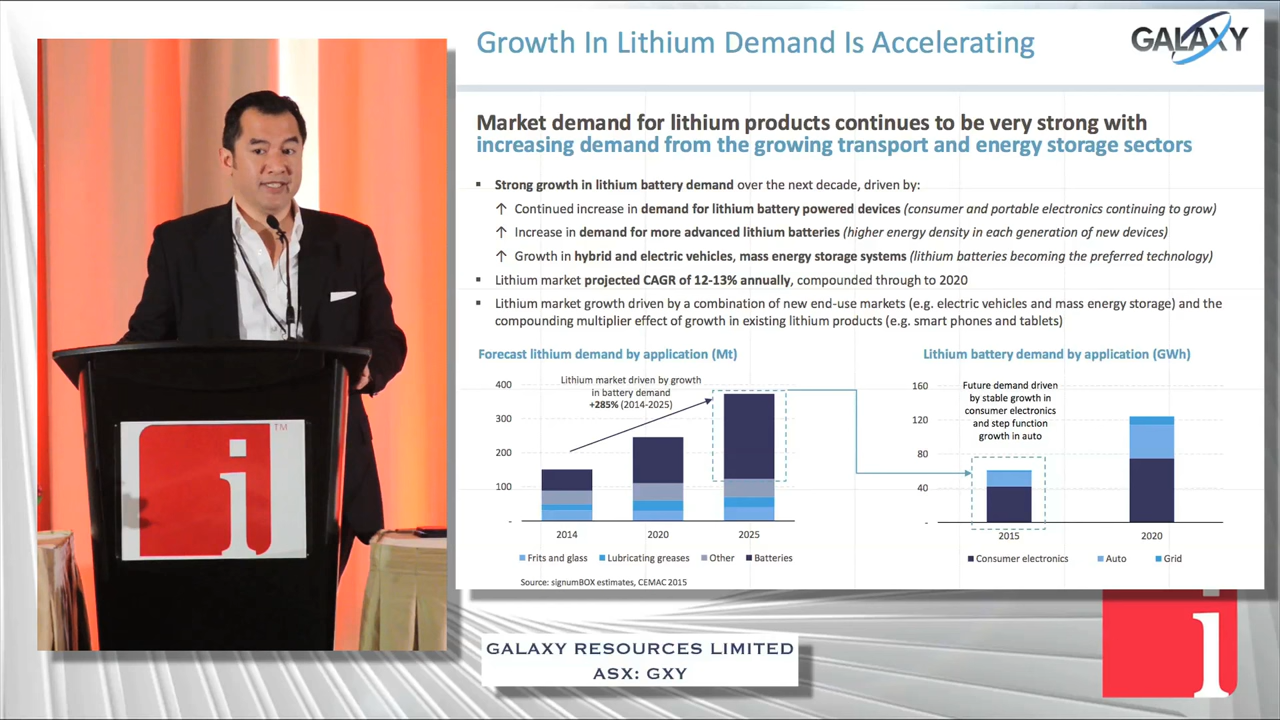 Growth In Lithium Demand Is Accelerating
GALAXY
Market demand for lithium products continues to be very strong with
increasing demand from the growing transport and energy storage sectors
▪ Strong growth in lithium battery demand over the next decade, driven by:
↑ Continued increase in demand for lithium battery powered devices (consumer and portable electronics continuing to grow)
↑ Increase in demand for more advanced lithium batteries (higher energy density in each generation of new devices)
↑ Growth in hybrid and electric vehicles, mass energy storage systems (lithium batteries becoming the preferred technology)
▪ Lithium market projected CAGR of 12-13% annually, compounded through to 2020
▪ Lithium market growth driven by a combination of new end-use markets (e.g. electric vehicles and mass energy storage) and the
compounding multiplier effect of growth in existing lithium products (e.g. smart phones and tablets)
Forecast lithium demand by application (Mt)
400
300
200
100
-
Lithium market driven by growth
in battery demand
+285% (2014-2025)
2014
2020
2025
Frits and glass
Lubricating greases
Other
Batteries
Source: signumBOX estimates, CEMAC 2015
Lithium battery demand by application (GWh)
160
120
80
40
-
Future demand driven
by stable growth in
consumer electronics
and step function
growth in auto
2015
2020
Consumer electronics
Auto
Grid
i
TM
GALAXY RESOURCES LIMITED
ASX: GXY
i